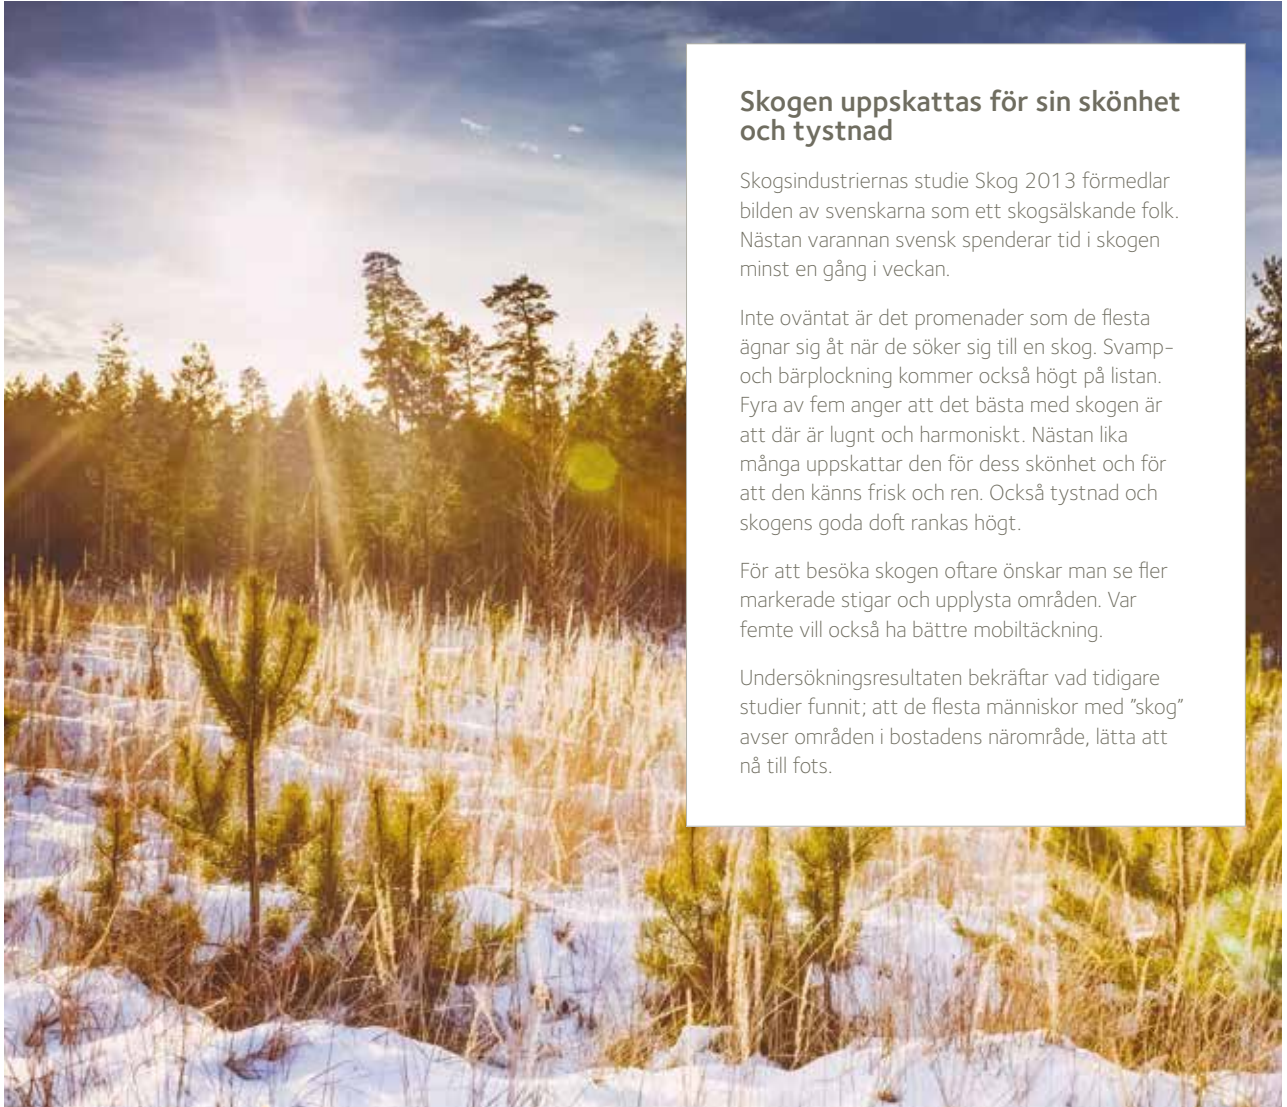 Skogen uppskattas för sin skönhet
och tystnad
Skogsindustriernas studie Skog 2013 förmedlar
bilden av svenskarna som ett skogsälskande folk.
Nästan varannan svensk spenderar tid i skogen
minst en gång i veckan.
Inte oväntat är det promenader som de flesta
ägnar sig åt när de söker sig till en skog. Svamp-
och bärplockning kommer också högt på listan.
Fyra av fem anger att det bästa med skogen är
att där är lugnt och harmoniskt. Nästan lika
många uppskattar den för dess skönhet och för
att den känns frisk och ren. Också tystnad och
skogens goda doft rankas högt.
För att besöka skogen oftare önskar man se fler
markerade stigar och upplysta områden. Var
femte vill också ha bättre mobiltäckning.
Undersökningsresultaten bekräftar vad tidigare
studier funnit; att de flesta människor med ”skog”
avser områden i bostadens närområde, lätta att
nå till fots.